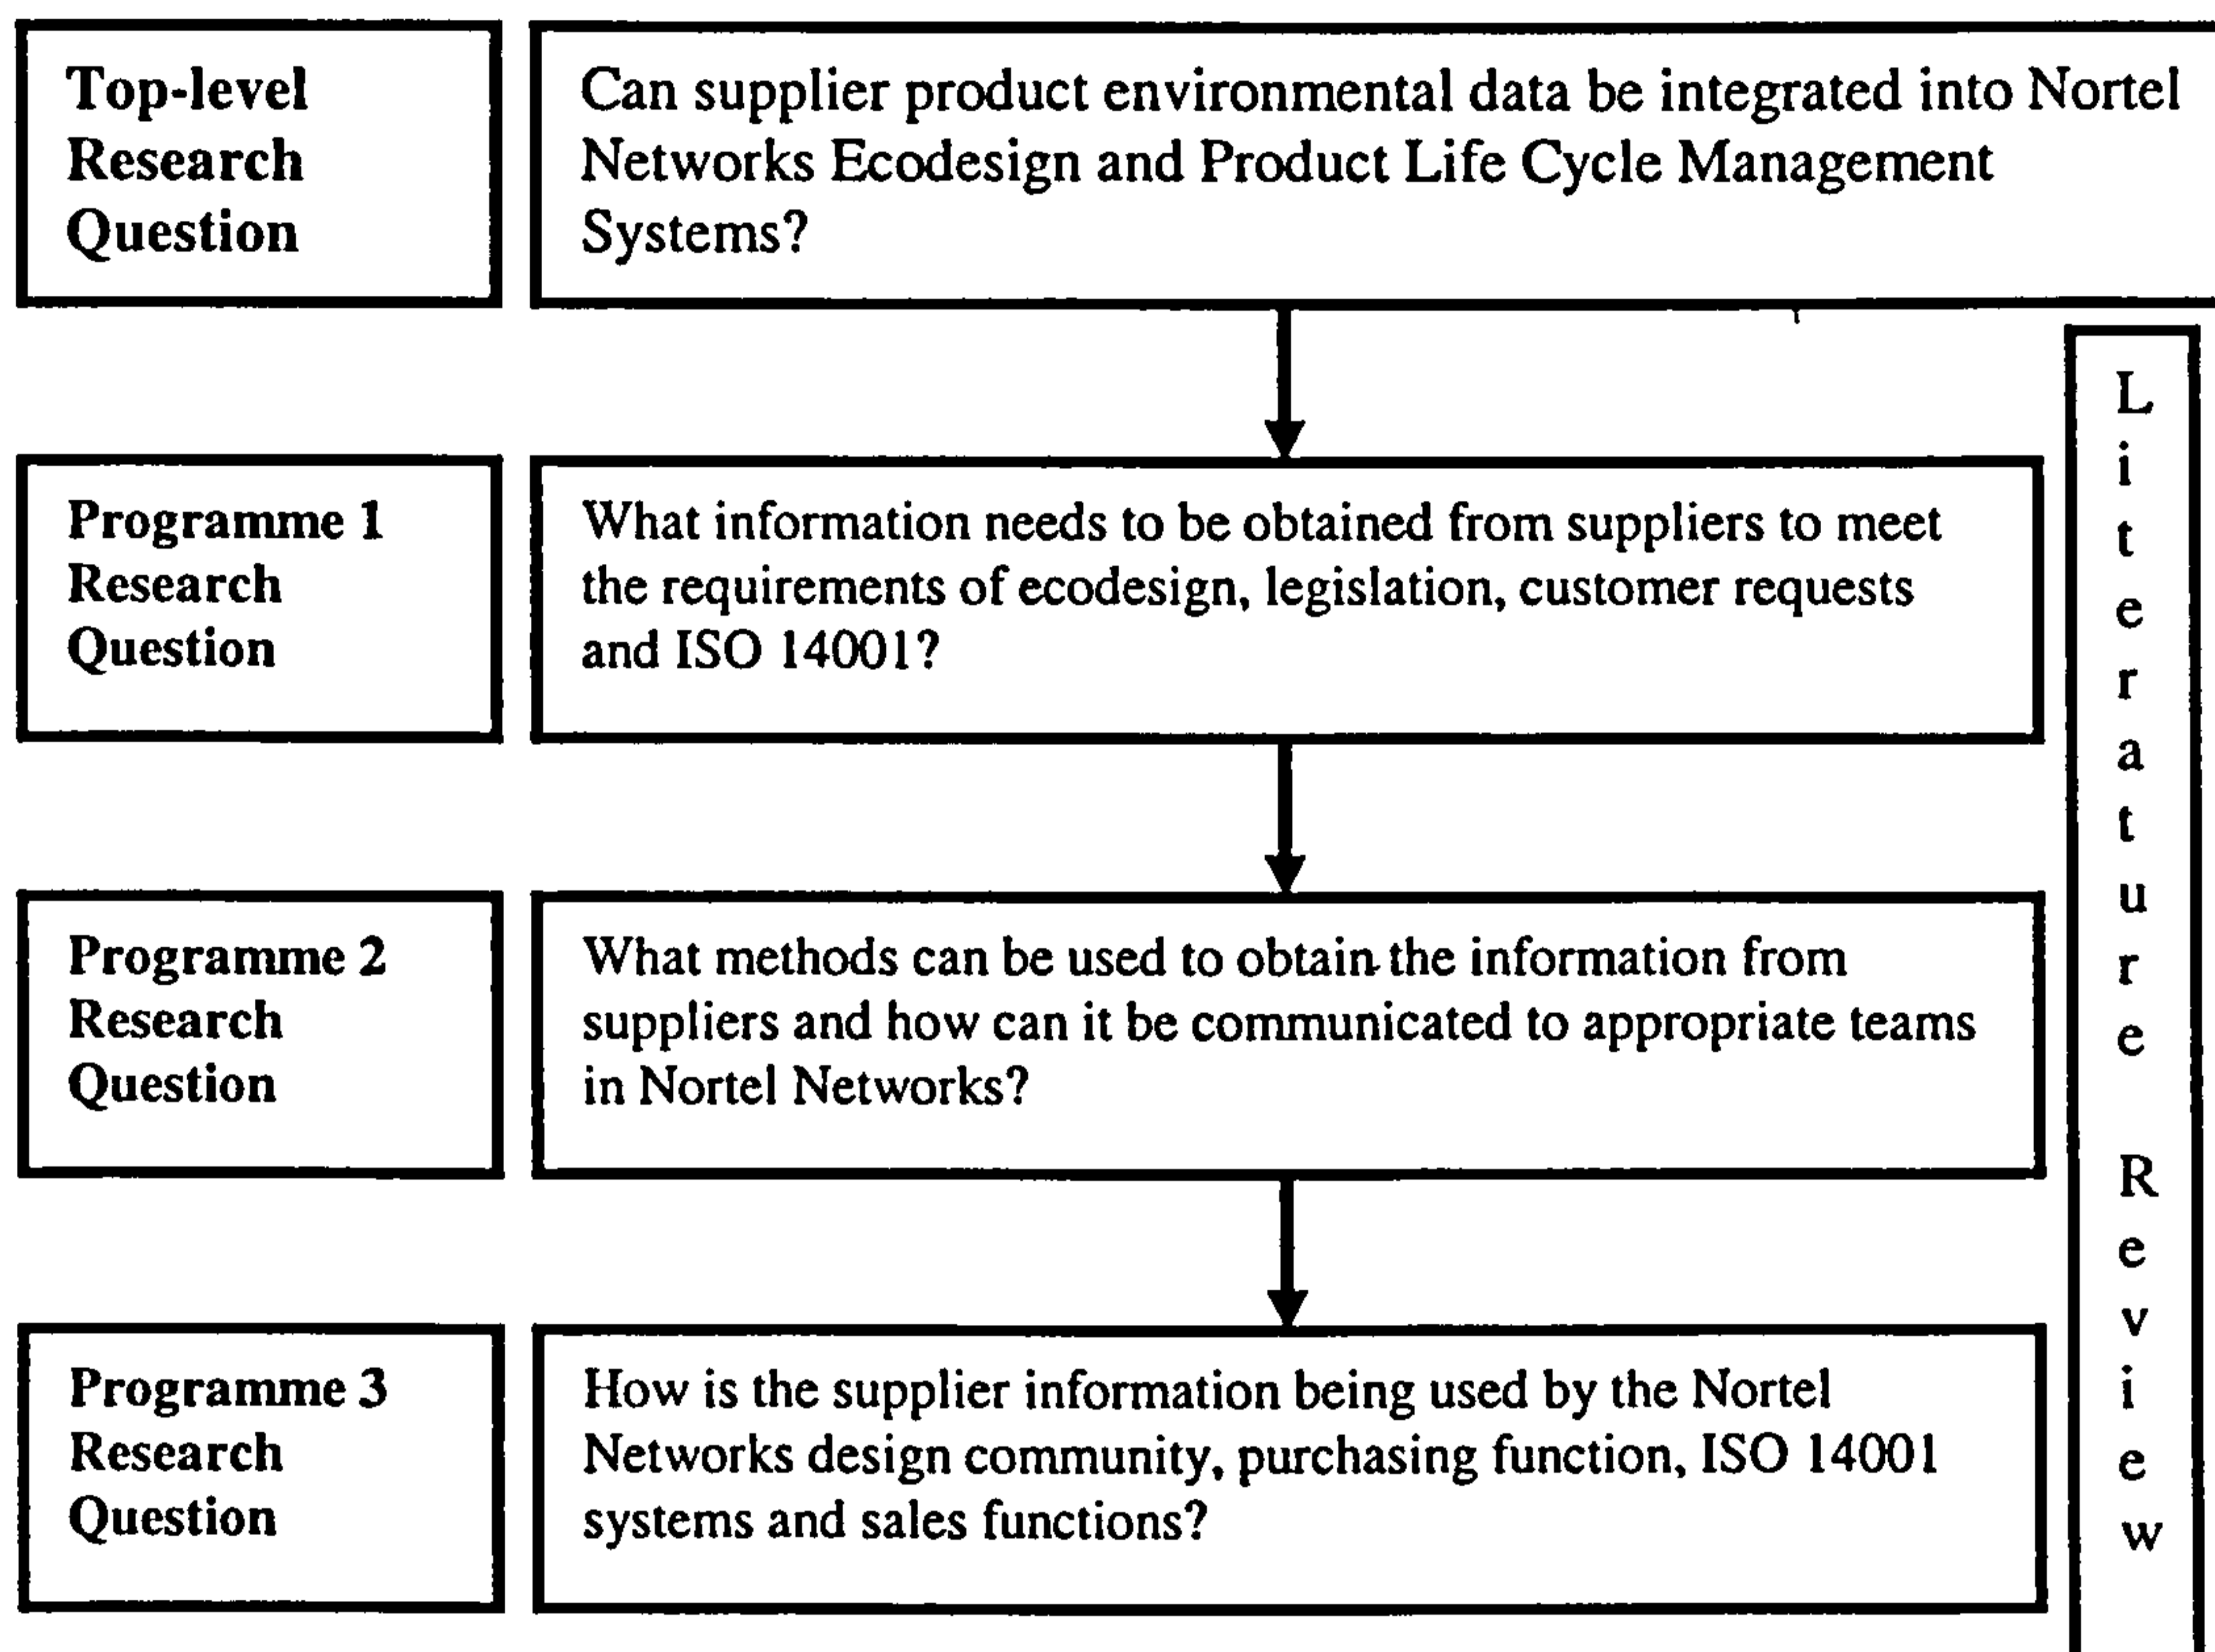 Top-level
Research
Question
Can supplier product environmental data be integrated into Nortel
Networks Ecodesign and Product Life Cycle Management
Systems?
Programme 1
Research
Question
What information needs to be obtained from suppliers to meet
the requirements of ecodesign, legislation, customer requests
and ISO 14001?
Programme 2
Research
Question
What methods can be used to obtain the information from
suppliers and how can it be communicated to appropriate teams
in Nortel Networks?
Programme 3
Research
Question
How is the supplier information being used by the Nortel
Networks design community, purchasing function, ISO 14001
systems and sales functions?
Literature Review